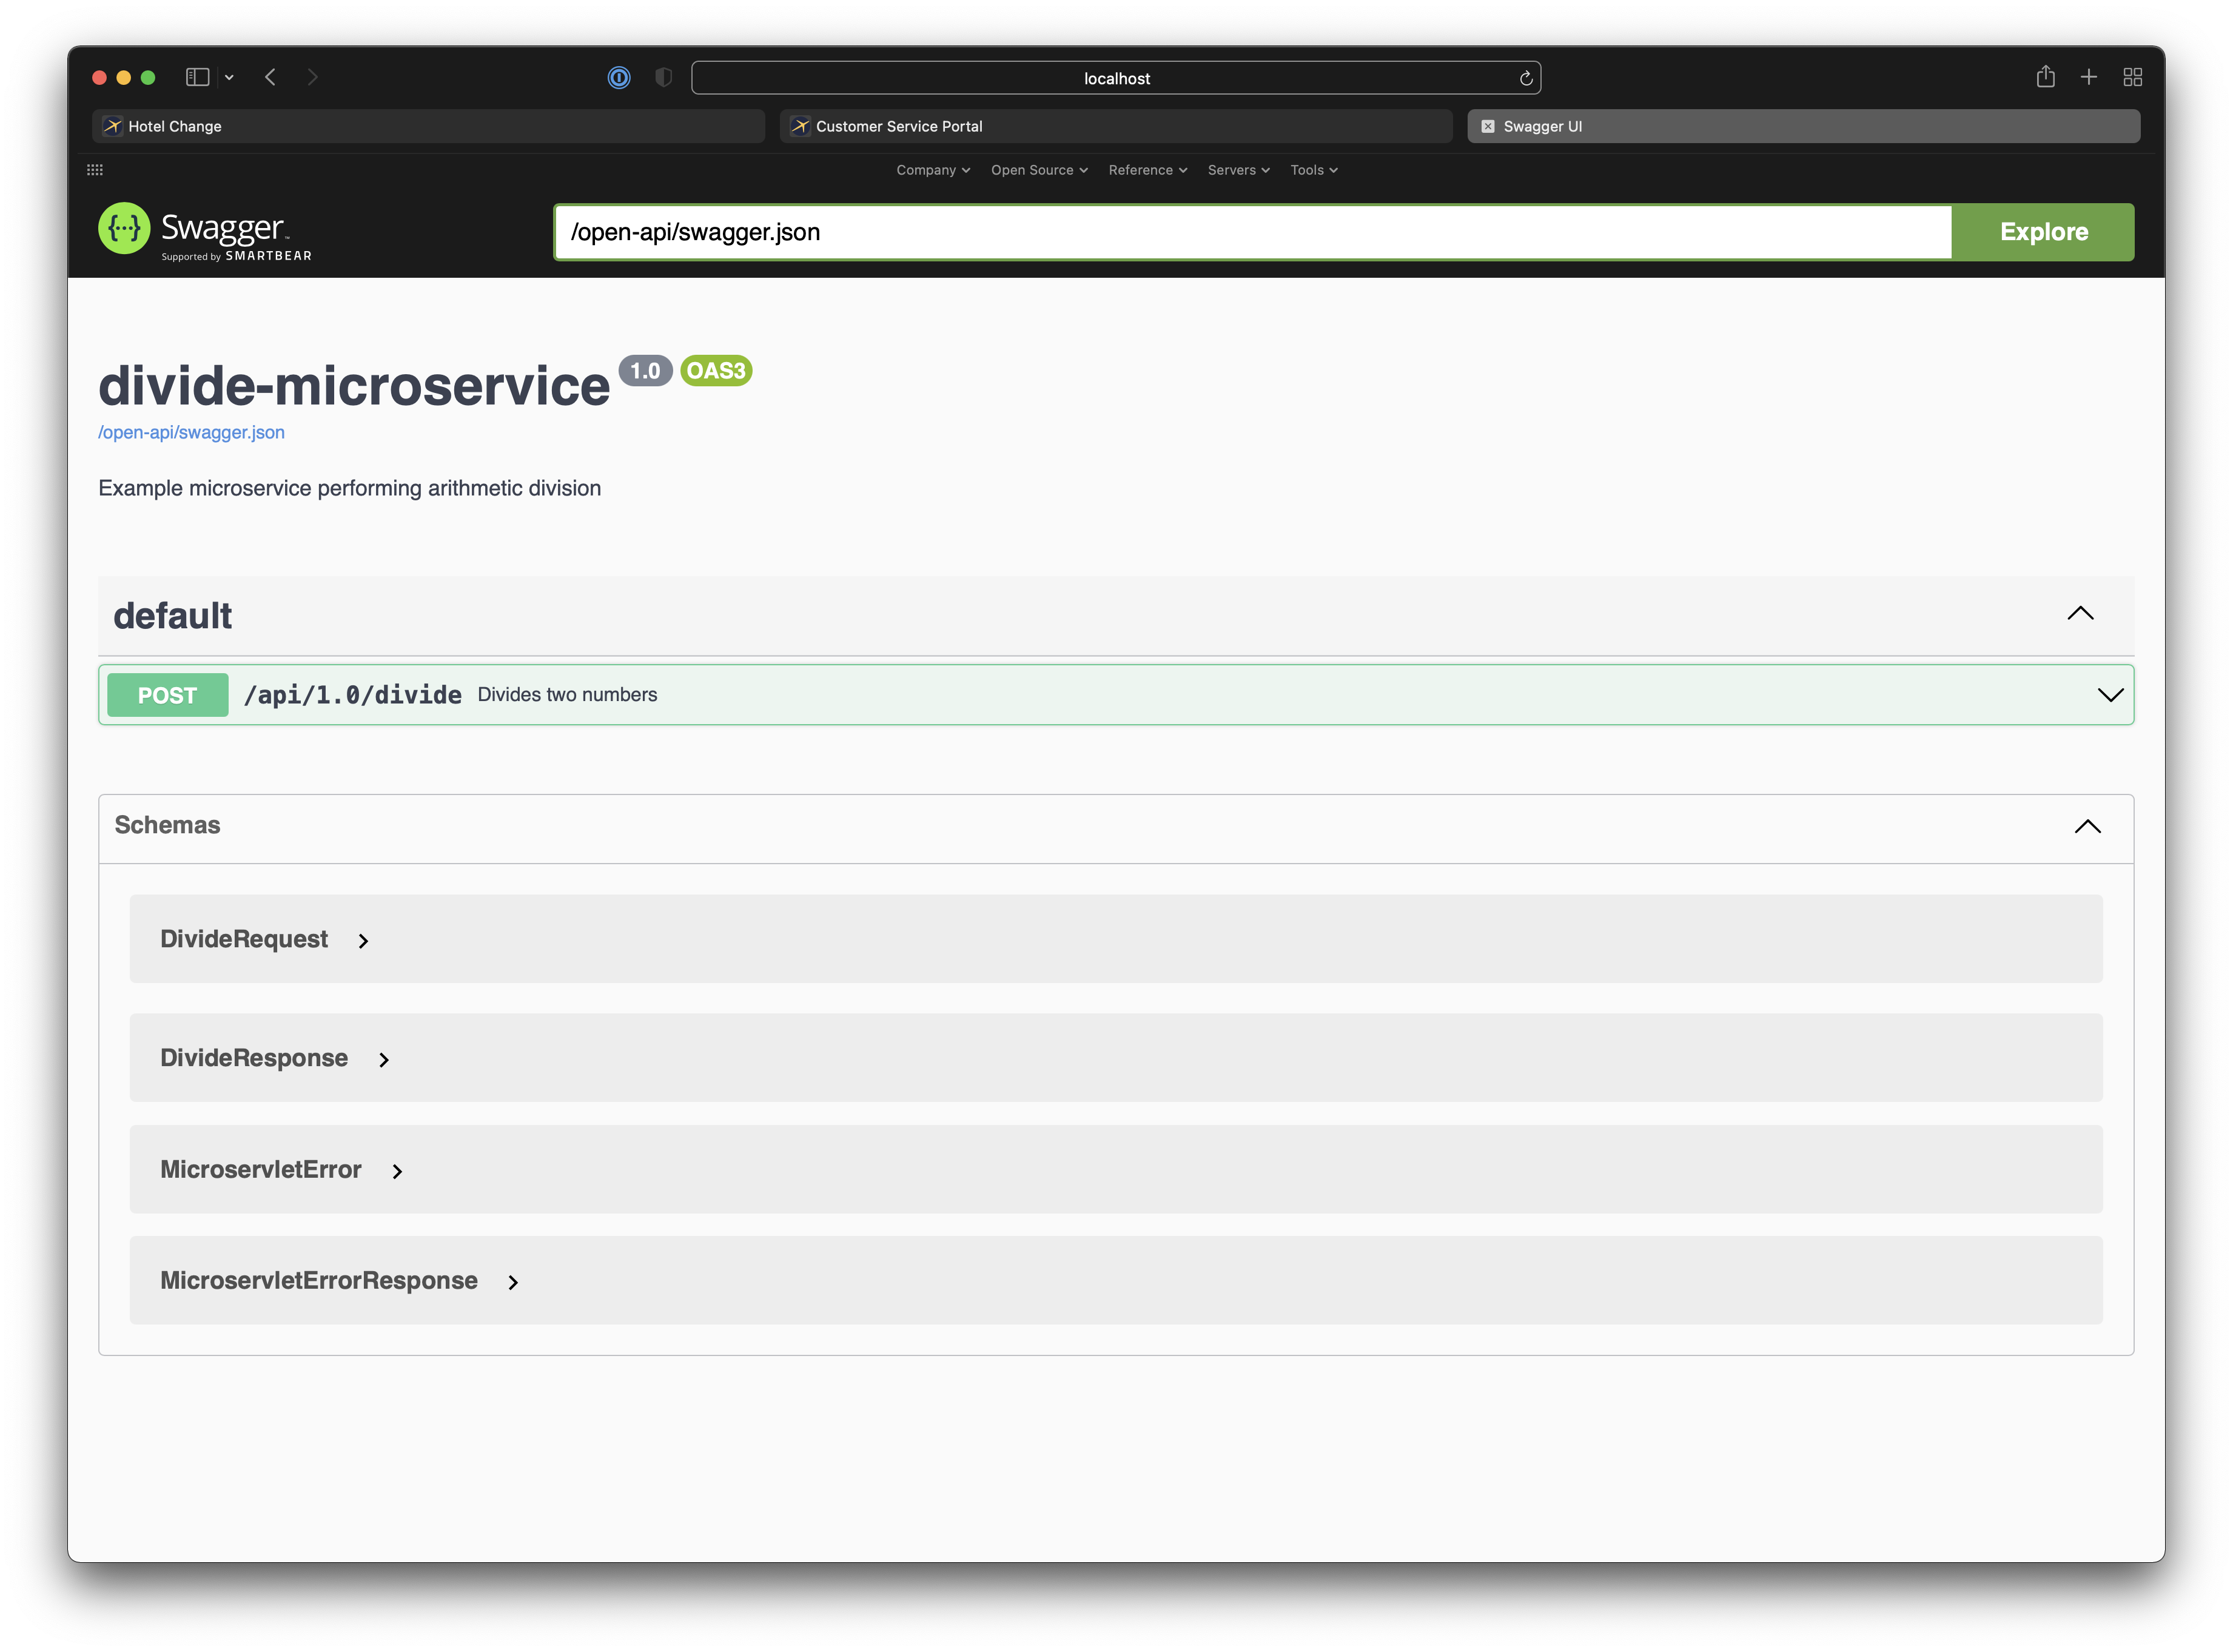 localhost
Hotel Change
Customer Service Portal
Swagger UI
Company Open Source Reference Servers Tools
{···} Swagger™
Supported by SMARTBEAR
/open-api/swagger.json
Explore
divide-microservice 1.0 OAS3
/open-api/swagger.json
Example microservice performing arithmetic division
default
POST /api/1.0/divide Divides two numbers
Schemas
DivideRequest
DivideResponse
MicroservletError
MicroservletErrorResponse